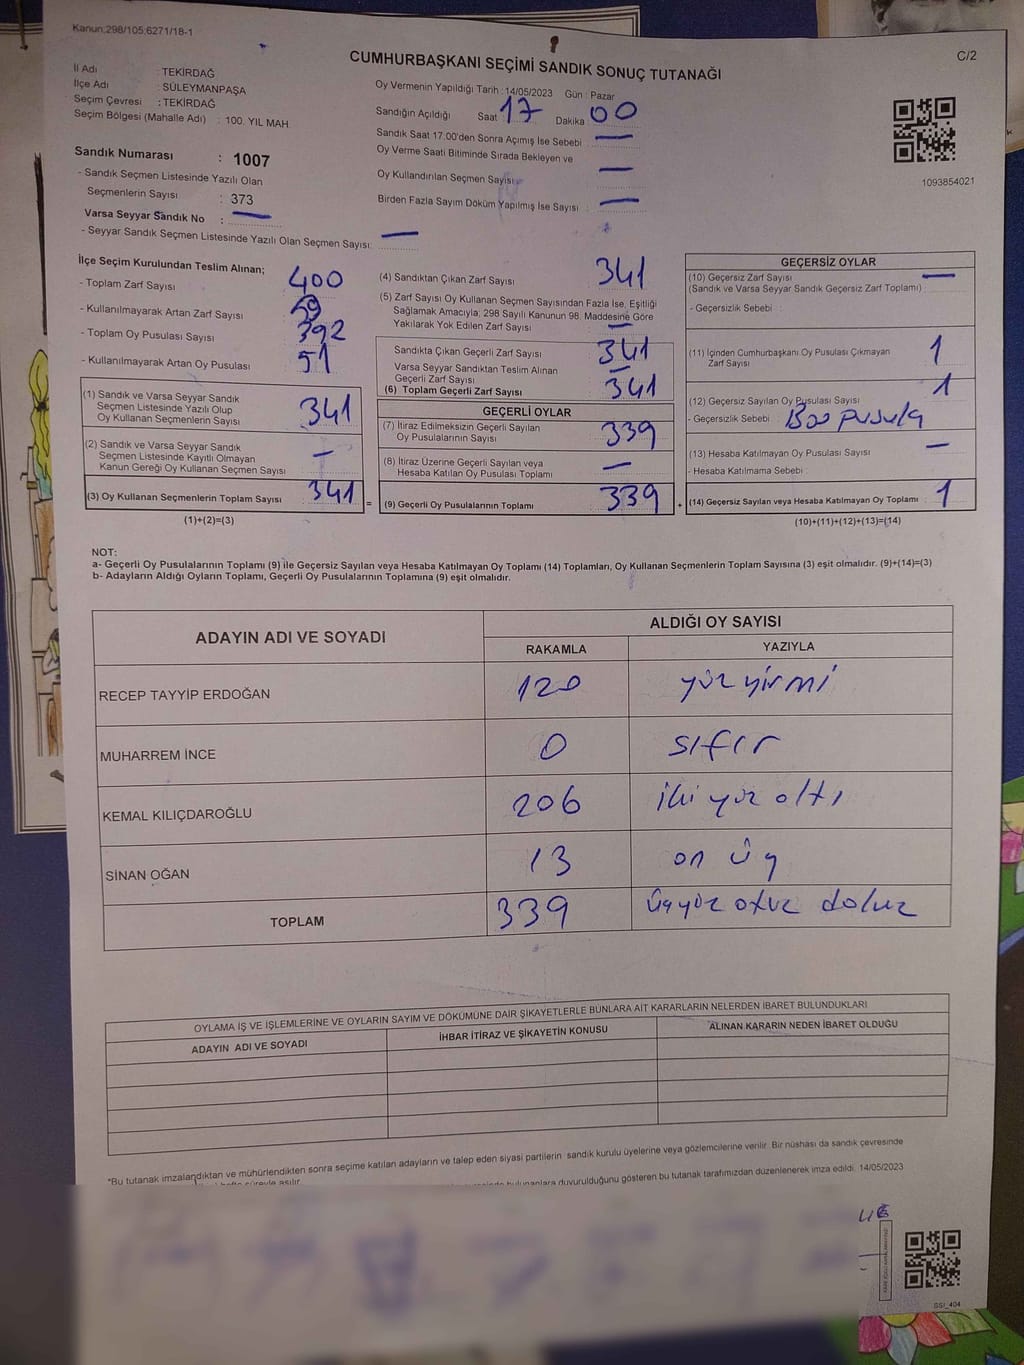 Kanun;298/105;6271/18-1
C/2
CUMHURBAŞKANI SEÇİMİ SANDIK SONUÇ TUTANAĞI
İl Adı : TEKİRDAĞ
İlçe Adı : SÜLEYMANPAŞA
Seçim Çevresi : TEKİRDAĞ
Seçim Bölgesi (Mahalle Adı) : 100. YIL MAH.
Sandık Numarası : 1007
- Sandık Seçmen Listesinde Yazılı Olan
Seçmenlerin Sayısı : 373
Varsa Seyyar Sandık No : —
- Seyyar Sandık Seçmen Listesinde Yazılı Olan Seçmen Sayısı: —
Oy Vermenin Yapıldığı Tarih :14/05/2023 Gün : Pazar
Sandığın Açıldığı Saat : 17 Dakika : 00
Sandık Saat 17:00'den Sonra Açımış İse Sebebi : —
Oy Verme Saati Bitiminde Sırada Bekleyen ve
Oy Kullandırılan Seçmen Sayısı: —
Birden Fazla Sayım Döküm Yapılmış İse Sayısı : —
1093854021
İlçe Seçim Kurulundan Teslim Alınan;
- Toplam Zarf Sayısı : 400
- Kullanılmayarak Artan Zarf Sayısı : 59
- Toplam Oy Pusulası Sayısı : 392
- Kullanılmayarak Artan Oy Pusulası : 51
(1) Sandık ve Varsa Seyyar Sandık
Seçmen Listesinde Yazılı Olup
Oy Kullanan Seçmenlerin Sayısı : 341
(2) Sandık ve Varsa Seyyar Sandık
Seçmen Listesinde Kayıtlı Olmayan
Kanun Gereği Oy Kullanan Seçmen Sayısı : —
(3) Oy Kullanan Seçmenlerin Toplam Sayısı : 341
(1)+(2)=(3)
=
(4) Sandıktan Çıkan Zarf Sayısı : 341
(5) Zarf Sayısı Oy Kullanan Seçmen Sayısından Fazla İse, Eşitliği
Sağlamak Amacıyla, 298 Sayılı Kanunun 98. Maddesine Göre
Yakılarak Yok Edilen Zarf Sayısı : —
Sandıkta Çıkan Geçerli Zarf Sayısı : 341
Varsa Seyyar Sandıktan Teslim Alınan
Geçerli Zarf Sayısı : —
(6) Toplam Geçerli Zarf Sayısı : 341
GEÇERLİ OYLAR
(7) İtiraz Edilmeksizin Geçerli Sayılan
Oy Pusulalarının Sayısı : 339
(8) İtiraz Üzerine Geçerli Sayılan veya
Hesaba Katılan Oy Pusulası Toplamı : —
(9) Geçerli Oy Pusulalarının Toplamı : 339
+
GEÇERSİZ OYLAR
(10) Geçersiz Zarf Sayısı : —
(Sandık ve Varsa Seyyar Sandık Geçersiz Zarf Toplamı)
- Geçersizlik Sebebi :
(11) İçinden Cumhurbaşkanı Oy Pusulası Çıkmayan
Zarf Sayısı : 1
(12) Geçersiz Sayılan Oy Pusulası Sayısı : 1
- Geçersizlik Sebebi : Boş pusula
(13) Hesaba Katılmayan Oy Pusulası Sayısı : —
- Hesaba Katılmama Sebebi :
(14) Geçersiz Sayılan veya Hesaba Katılmayan Oy Toplamı : 1
(10)+(11)+(12)+(13)=(14)
NOT:
a- Geçerli Oy Pusulalarının Toplamı (9) ile Geçersiz Sayılan veya Hesaba Katılmayan Oy Toplamı (14) Toplamları, Oy Kullanan Seçmenlerin Toplam Sayısına (3) eşit olmalıdır. (9)+(14)=(3)
b- Adayların Aldığı Oyların Toplamı, Geçerli Oy Pusulalarının Toplamına (9) eşit olmalıdır.
ADAYIN ADI VE SOYADI
ALDIĞI OY SAYISI
RAKAMLA YAZIYLA
RECEP TAYYİP ERDOĞAN 120 yüz yirmi
MUHARREM İNCE 0 sıfır
KEMAL KILIÇDAROĞLU 206 iki yüz altı
SİNAN OĞAN 13 on üç
TOPLAM 339 üçyüz otuz dokuz
OYLAMA İŞ VE İŞLEMLERİNE VE OYLARIN SAYIM VE DÖKÜMÜNE DAİR ŞİKAYETLERLE BUNLARA AİT KARARLARIN NELERDEN İBARET BULUNDUKLARI
ADAYIN ADI VE SOYADI İHBAR İTİRAZ VE ŞİKAYETİN KONUSU ALINAN KARARIN NEDEN İBARET OLDUĞU
*Bu tutanak imzalandıktan ve mühürlendikten sonra seçime katılan adayların ve talep eden siyasi partilerin sandık kurulu üyelerine veya gözlemcilerine verilir. Bir nüshası da sandık çevresinde
hafta süreyle asılır. bulunanlara duyurulduğunu gösteren bu tutanak tarafımızdan düzenlenerek imza edildi. 14/05/2023
SSI_404